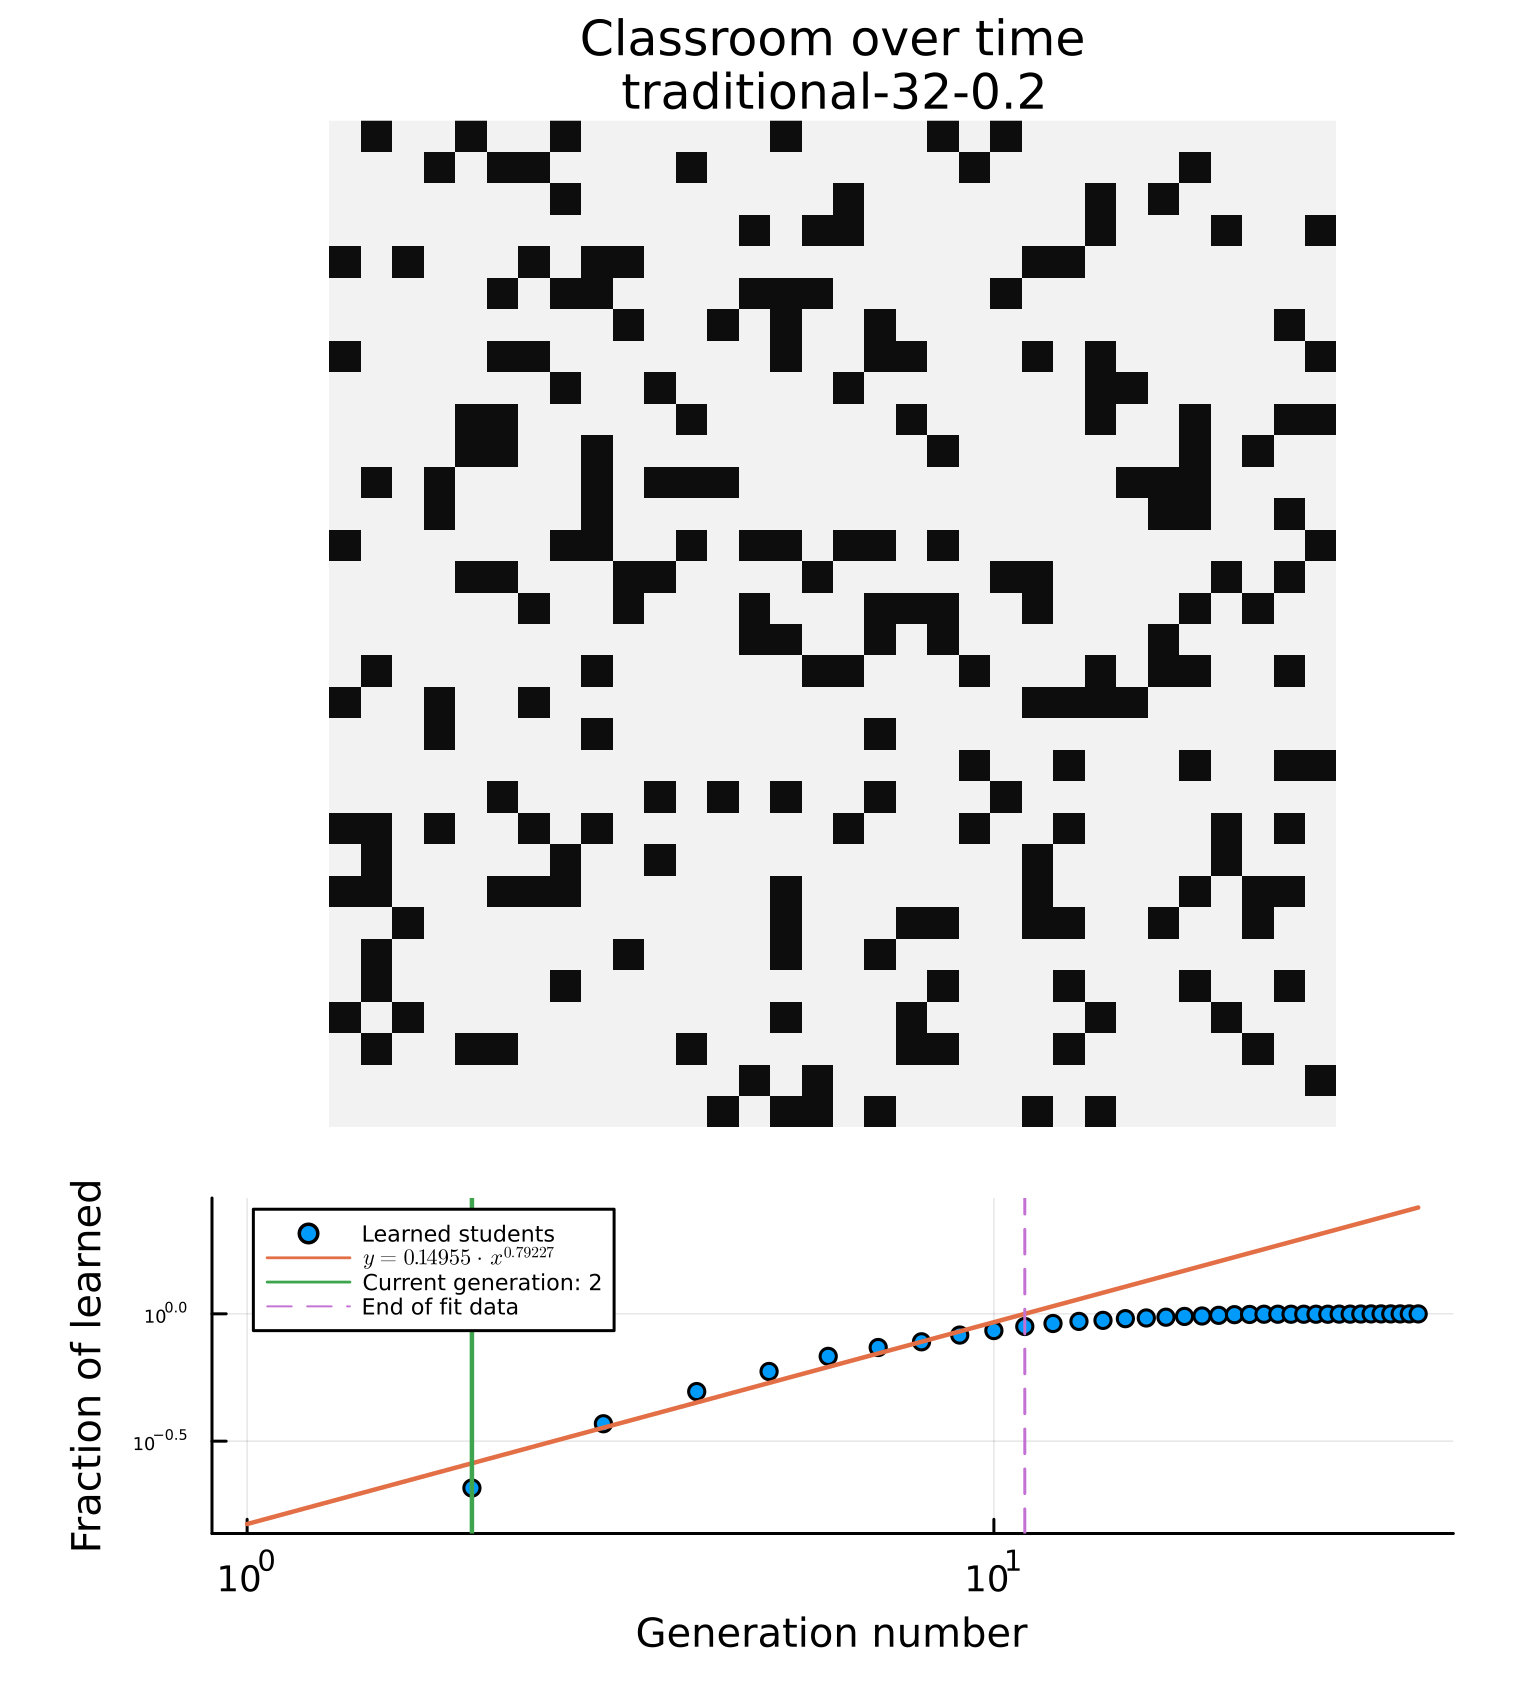 Classroom over time
traditional-32-0.2
Fraction of learned
Learned students
y = 0.14955 · x^0.79227
Current generation: 2
End of fit data
10^0.0
10^−0.5
10^0
10^1
Generation number